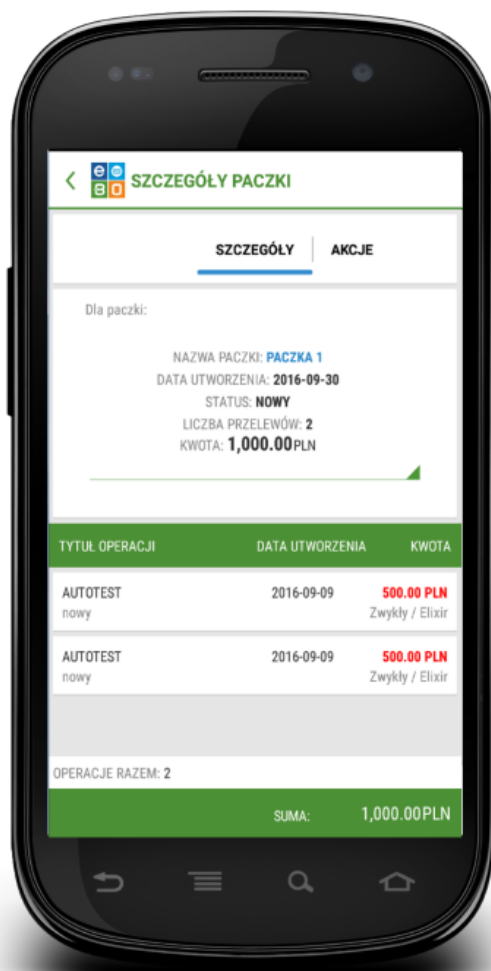 e e
B O
SZCZEGÓŁY PACZKI
SZCZEGÓŁY AKCJE
Dla paczki:
NAZWA PACZKI: PACZKA 1
DATA UTWORZENIA: 2016-09-30
STATUS: NOWY
LICZBA PRZELEWÓW: 2
KWOTA: 1,000.00PLN
TYTUŁ OPERACJI DATA UTWORZENIA KWOTA
AUTOTEST 2016-09-09 500.00 PLN
nowy Zwykły / Elixir
AUTOTEST 2016-09-09 500.00 PLN
nowy Zwykły / Elixir
OPERACJE RAZEM: 2
SUMA: 1,000.00PLN